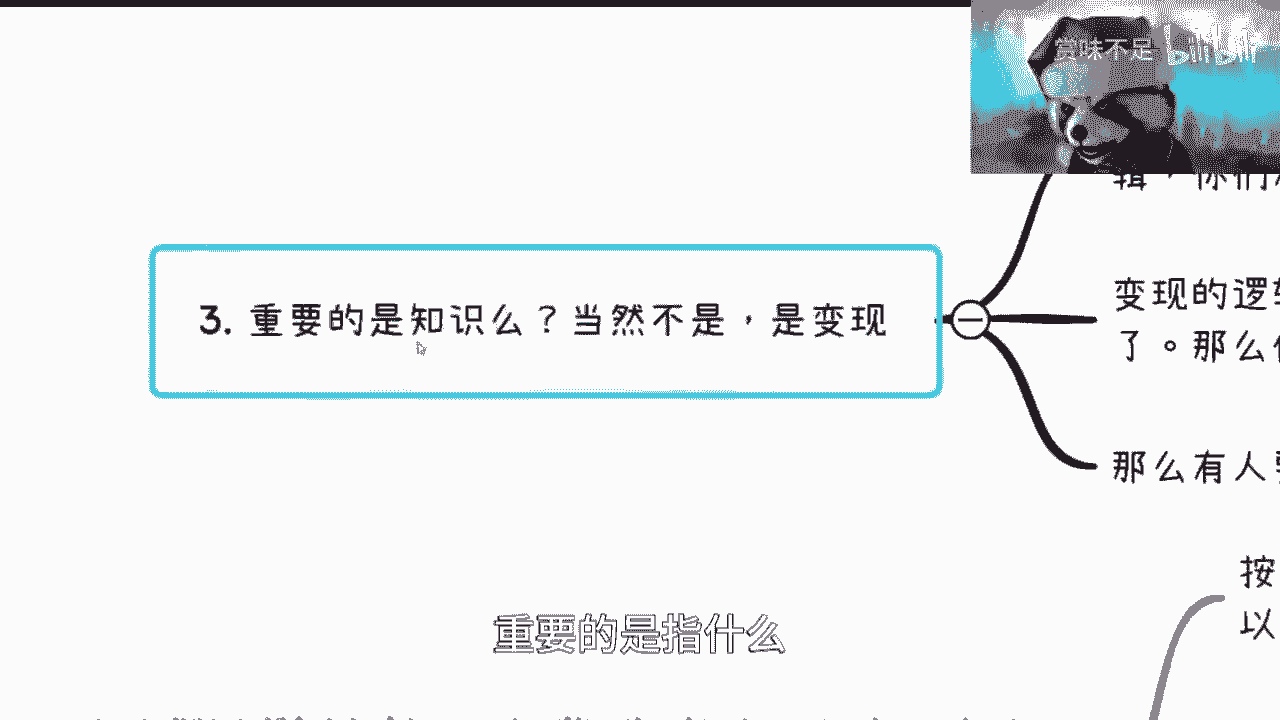 赏味不足 bilibili
辑，你们
3. 重要的是知识么？当然不是，是变现
变现的逻辑
了。那么
那么有人
按
以
重要的是指什么